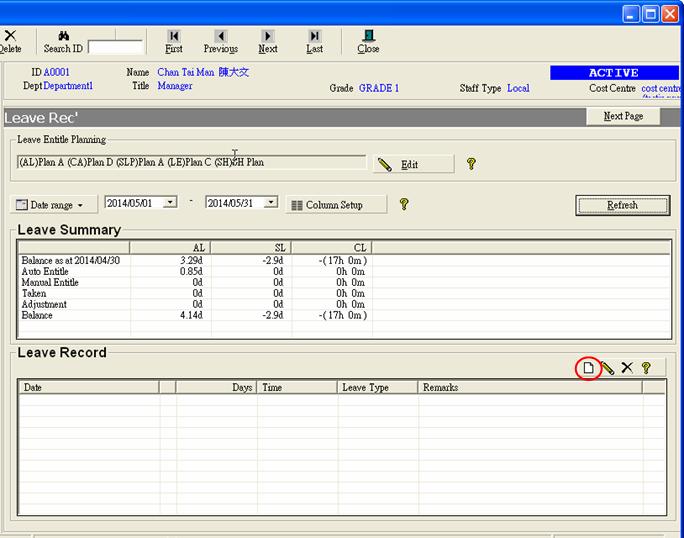 Delete Search ID First Previous Next Last Close
ID A0001 Name Chan Tai Man 陳大文 ACTIVE
Dept Department1 Title Manager Grade GRADE 1 Staff Type Local Cost Centre cost centre
Leave Rec' Next Page
Leave Entitle Planning
(AL)Plan A (CA)Plan D (SLP)Plan A (LE)Plan C (SH)SH Plan Edit ?
Date range 2014/05/01 - 2014/05/31 Column Setup ? Refresh
Leave Summary
AL SL CL
Balance as at 2014/04/30 3.29d -2.9d -(17h 0m)
Auto Entitle 0.85d 0d 0h 0m
Manual Entitle 0d 0d 0h 0m
Taken 0d 0d 0h 0m
Adjustment 0d 0d 0h 0m
Balance 4.14d -2.9d -(17h 0m)
Leave Record
?
Date Days Time Leave Type Remarks